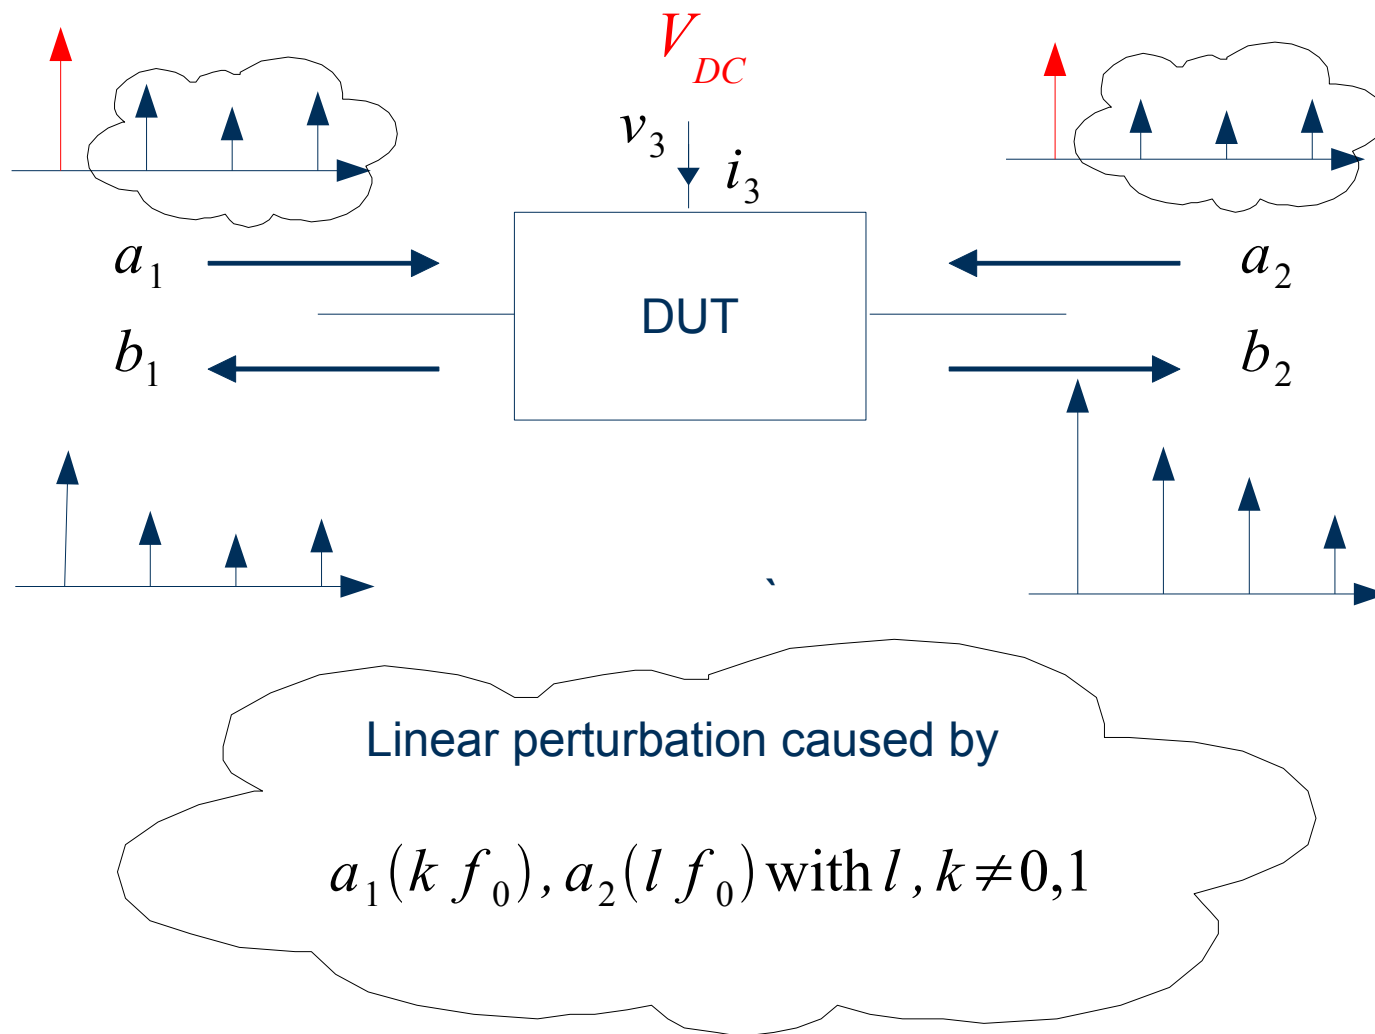 V_DC
v_3
i_3
a_1
a_2
DUT
b_1
b_2
`
Linear perturbation caused by
a_1(k f_0), a_2(l f_0) with l, k ≠ 0,1